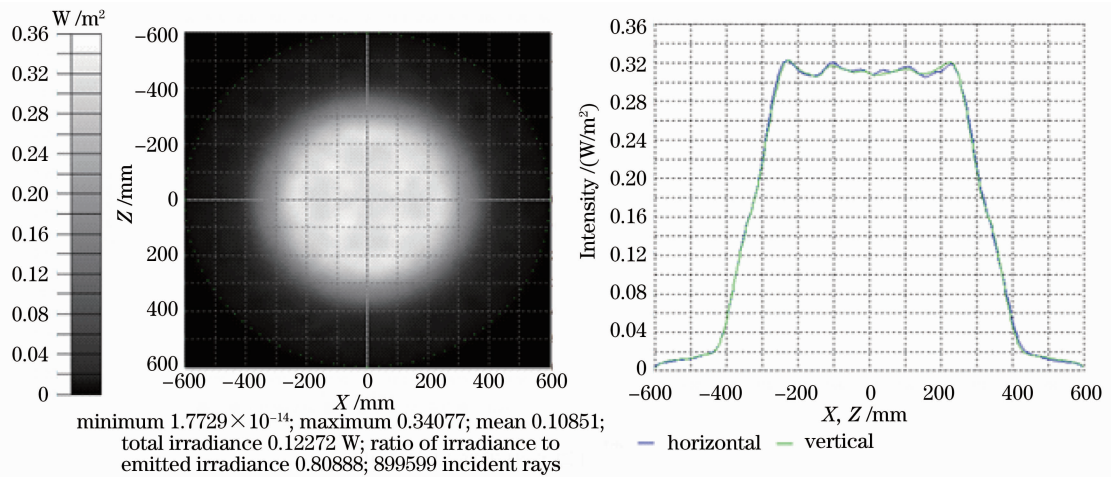 W /m²
0.36
0.32
0.28
0.24
0.20
0.16
0.12
0.08
0.04
0
−600
−400
−200
0
200
400
600
Z /mm
−600 −400 −200 0 200 400 600
X /mm
minimum 1.7729×10⁻¹⁴; maximum 0.34077; mean 0.10851;
total irradiance 0.12272 W; ratio of irradiance to
emitted irradiance 0.80888; 899599 incident rays
0.36
0.32
0.28
0.24
0.20
0.16
0.12
0.08
0.04
0
Intensity /(W/m²)
−600 −400 −200 0 200 400 600
X, Z /mm
horizontal vertical